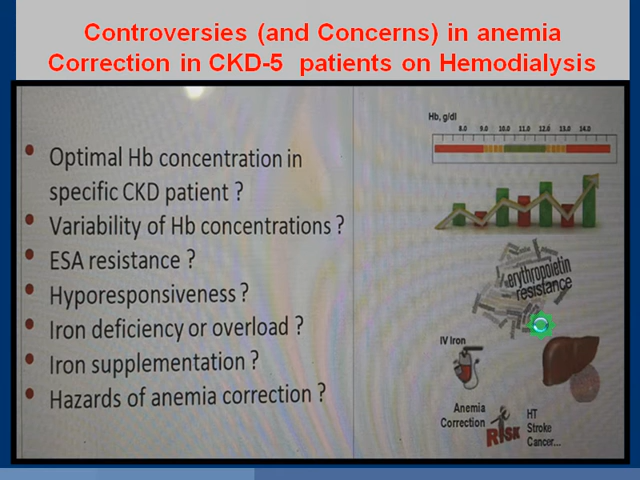 Controversies (and Concerns) in anemia
Correction in CKD-5 patients on Hemodialysis
• Optimal Hb concentration in
specific CKD patient ?
• Variability of Hb concentrations ?
• ESA resistance ?
• Hyporesponsiveness ?
• Iron deficiency or overload ?
• Iron supplementation ?
• Hazards of anemia correction ?
Hb, g/dl
8.0 9.0 10.0 11.0 12.0 13.0 14.0
erythropoietin
resistance
IV Iron
Anemia
Correction
RISK
HT
Stroke
Cancer...